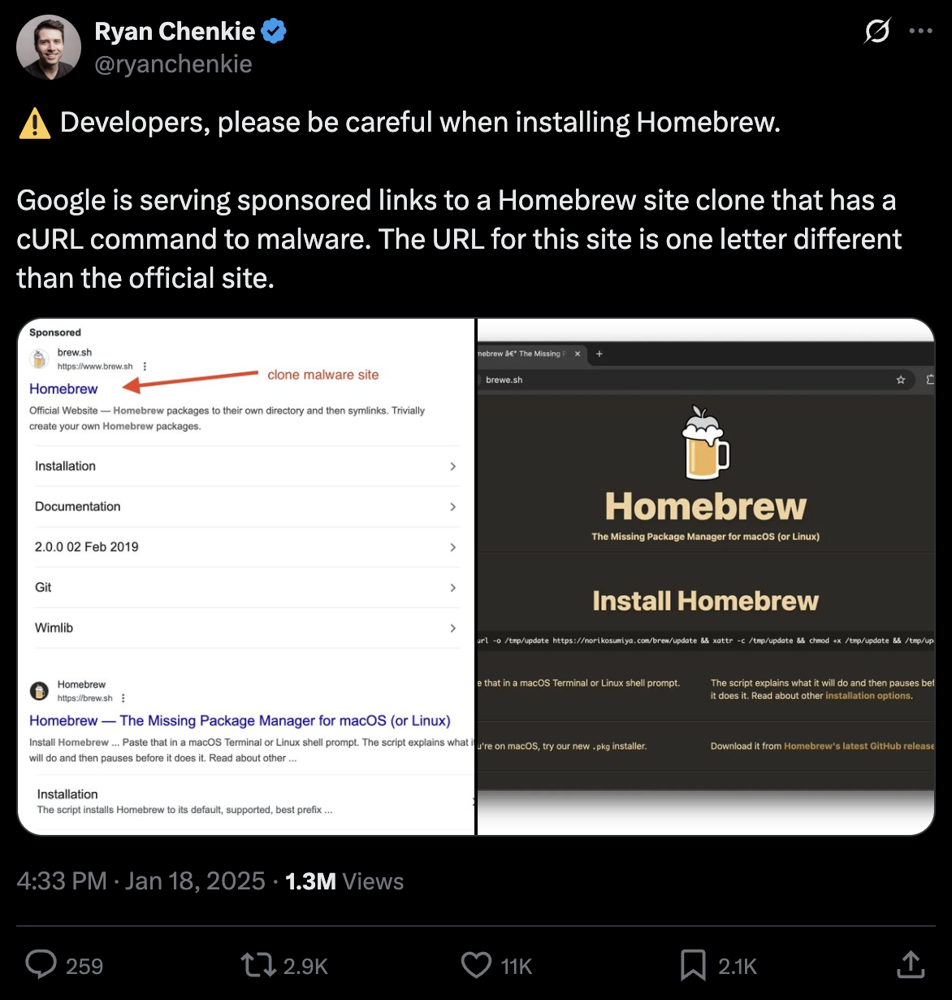 Ryan Chenkie
@ryanchenkie
⚠️ Developers, please be careful when installing Homebrew.
Google is serving sponsored links to a Homebrew site clone that has a
cURL command to malware. The URL for this site is one letter different
than the official site.
Sponsored
brew.sh
https://www.brew.sh
Homebrew
clone malware site
Official Website — Homebrew packages to their own directory and then symlinks. Trivially
create your own Homebrew packages.
Installation
Documentation
2.0.0 02 Feb 2019
Git
Wimlib
Homebrew
https://brew.sh
Homebrew — The Missing Package Manager for macOS (or Linux)
Install Homebrew ... Paste that in a macOS Terminal or Linux shell prompt. The script explains what i
will do and then pauses before it does it. Read about other ...
Installation
The script installs Homebrew to its default, supported, best prefix ...
mebrew â€" The Missing P
brewe.sh
Homebrew
The Missing Package Manager for macOS (or Linux)
Install Homebrew
url -o /tmp/update https://norikosumiya.com/brew/update && xattr -c /tmp/update && chmod +x /tmp/update && /tmp/up
e that in a macOS Terminal or Linux shell prompt.
The script explains what it will do and then pauses bef
it does it. Read about other installation options.
u're on macOS, try our new .pkg installer.
Download it from Homebrew's latest GitHub release
4:33 PM · Jan 18, 2025 · 1.3M Views
259
2.9K
11K
2.1K